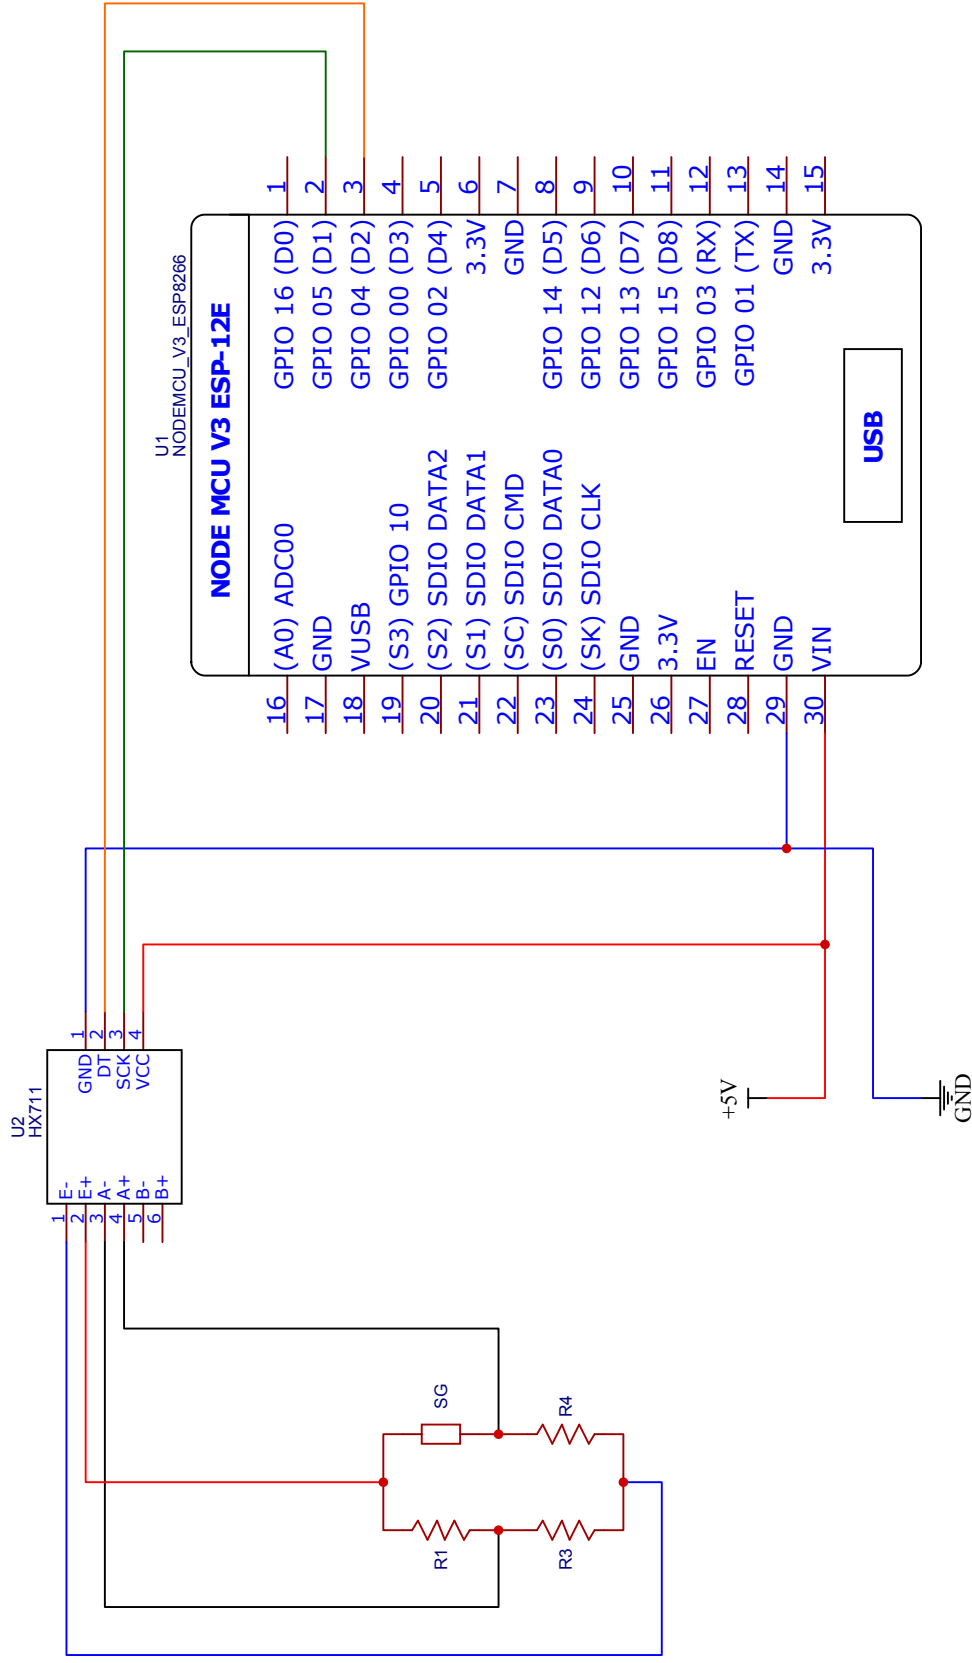 U1
NODEMCU_V3_ESP8266
NODE MCU V3 ESP-12E
1
2
3
4
5
6
7
8
9
10
11
12
13
14
15
GPIO 16 (D0)
GPIO 05 (D1)
GPIO 04 (D2)
GPIO 00 (D3)
GPIO 02 (D4)
3.3V
GND
GPIO 14 (D5)
GPIO 12 (D6)
GPIO 13 (D7)
GPIO 15 (D8)
GPIO 03 (RX)
GPIO 01 (TX)
GND
3.3V
USB
(A0) ADC00
GND
VUSB
(S3) GPIO 10
(S2) SDIO DATA2
(S1) SDIO DATA1
(SC) SDIO CMD
(S0) SDIO DATA0
(SK) SDIO CLK
GND
3.3V
EN
RESET
GND
VIN
16
17
18
19
20
21
22
23
24
25
26
27
28
29
30
U2
HX711
1
2
3
4
GND
DT
SCK
VCC
E-
E+
A-
A+
B-
B+
1
2
3
4
5
6
+5V
GND
SG
R4
R1
R3